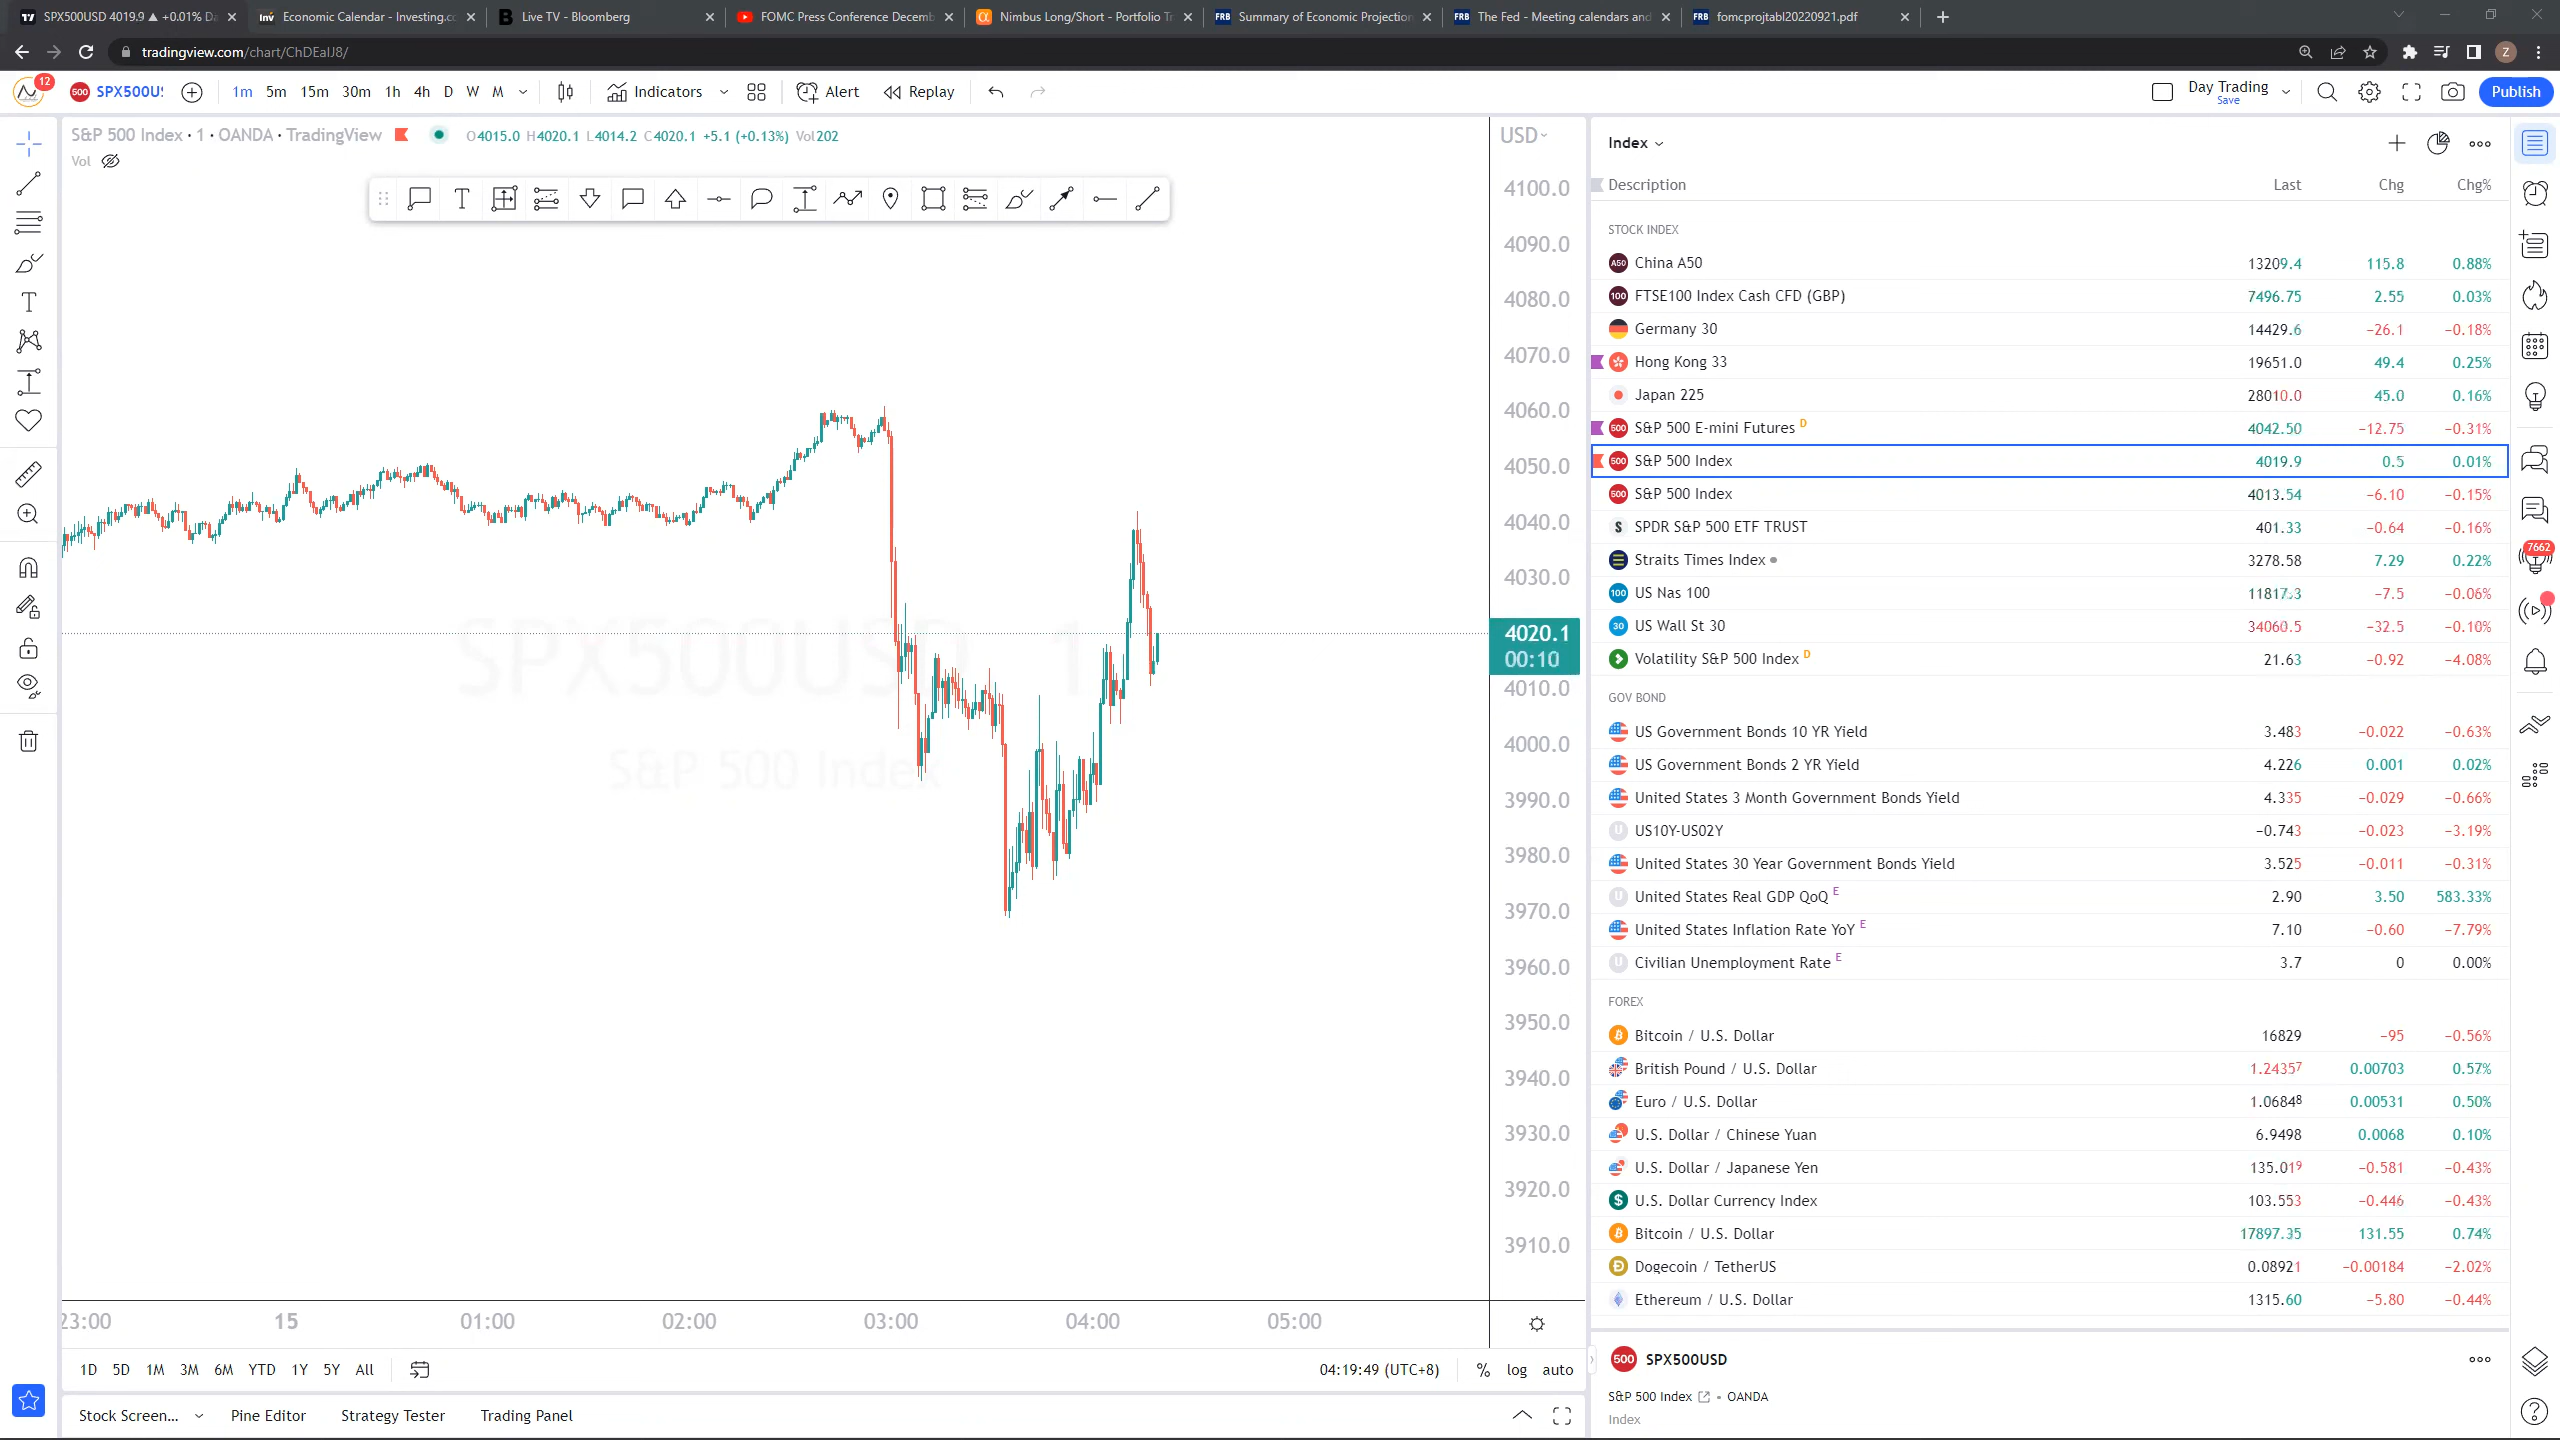 SPX500USD 4019.9 ▲ +0.01% Da
Economic Calendar - Investing.co
Live TV - Bloomberg
FOMC Press Conference Decemb
Nimbus Long/Short - Portfolio Tr
Summary of Economic Projection
The Fed - Meeting calendars and
fomcprojtabl20220921.pdf
tradingview.com/chart/ChDEaIJ8/
Z
12
500 SPX500U
1m 5m 15m 30m 1h 4h D W M
Indicators
Alert
Replay
Day Trading
Save
Publish
S&P 500 Index · 1 · OANDA · TradingView
O4015.0 H4020.1 L4014.2 C4020.1 +5.1 (+0.13%) Vol202
Vol
USD
4100.0
4090.0
4080.0
4070.0
4060.0
4050.0
4040.0
4030.0
4020.1
00:10
4010.0
4000.0
3990.0
3980.0
3970.0
3960.0
3950.0
3940.0
3930.0
3920.0
3910.0
SPX500USD 1
S&P 500 Index
23:00 15 01:00 02:00 03:00 04:00 05:00
1D 5D 1M 3M 6M YTD 1Y 5Y All
04:19:49 (UTC+8) % log auto
Stock Screen... Pine Editor Strategy Tester Trading Panel
Index
Description Last Chg Chg%
STOCK INDEX
China A50 13209.4 115.8 0.88%
FTSE100 Index Cash CFD (GBP) 7496.75 2.55 0.03%
Germany 30 14429.6 −26.1 −0.18%
Hong Kong 33 19651.0 49.4 0.25%
Japan 225 28010.0 45.0 0.16%
S&P 500 E-mini Futures D 4042.50 −12.75 −0.31%
S&P 500 Index 4019.9 0.5 0.01%
S&P 500 Index 4013.54 −6.10 −0.15%
SPDR S&P 500 ETF TRUST 401.33 −0.64 −0.16%
Straits Times Index 3278.58 7.29 0.22%
US Nas 100 11817.3 −7.5 −0.06%
US Wall St 30 34060.5 −32.5 −0.10%
Volatility S&P 500 Index D 21.63 −0.92 −4.08%
GOV BOND
US Government Bonds 10 YR Yield 3.483 −0.022 −0.63%
US Government Bonds 2 YR Yield 4.226 0.001 0.02%
United States 3 Month Government Bonds Yield 4.335 −0.029 −0.66%
US10Y-US02Y −0.743 −0.023 −3.19%
United States 30 Year Government Bonds Yield 3.525 −0.011 −0.31%
United States Real GDP QoQ E 2.90 3.50 583.33%
United States Inflation Rate YoY E 7.10 −0.60 −7.79%
Civilian Unemployment Rate E 3.7 0 0.00%
FOREX
Bitcoin / U.S. Dollar 16829 −95 −0.56%
British Pound / U.S. Dollar 1.24357 0.00703 0.57%
Euro / U.S. Dollar 1.06848 0.00531 0.50%
U.S. Dollar / Chinese Yuan 6.9498 0.0068 0.10%
U.S. Dollar / Japanese Yen 135.019 −0.581 −0.43%
U.S. Dollar Currency Index 103.553 −0.446 −0.43%
Bitcoin / U.S. Dollar 17897.35 131.55 0.74%
Dogecoin / TetherUS 0.08921 −0.00184 −2.02%
Ethereum / U.S. Dollar 1315.60 −5.80 −0.44%
500 SPX500USD
S&P 500 Index • OANDA
Index
7662